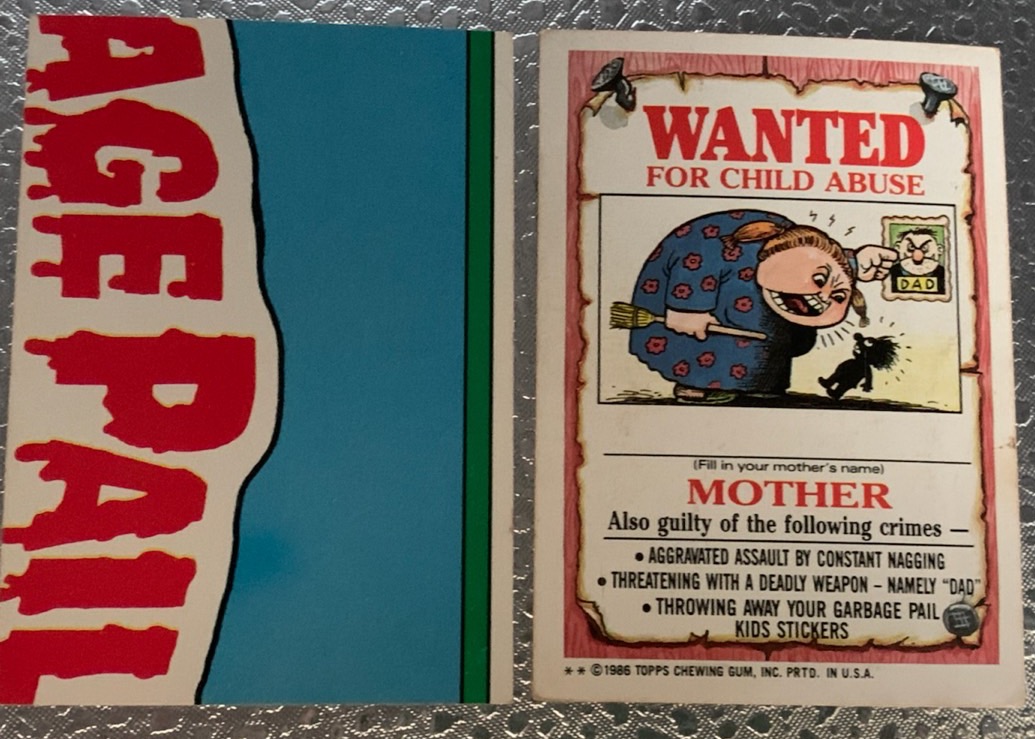 AGE PAIL
WANTED
FOR CHILD ABUSE
DAD
(Fill in your mother's name)
MOTHER
Also guilty of the following crimes —
• AGGRAVATED ASSAULT BY CONSTANT NAGGING
• THREATENING WITH A DEADLY WEAPON – NAMELY "DAD"
• THROWING AWAY YOUR GARBAGE PAIL
KIDS STICKERS
** ©1986 TOPPS CHEWING GUM, INC. PRTD. IN U.S.A.